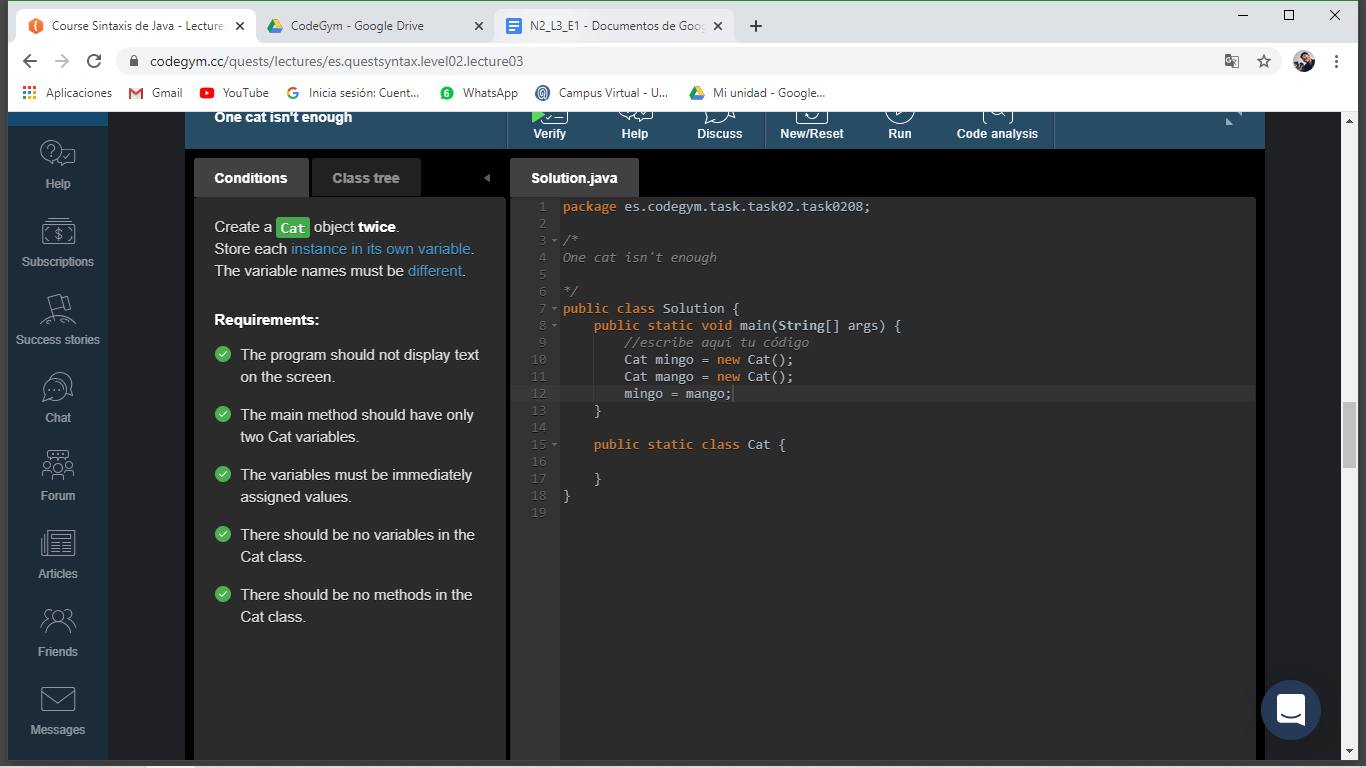 Course Sintaxis de Java - Lecture
CodeGym - Google Drive
N2_L3_E1 - Documentos de Goog
codegym.cc/quests/lectures/es.questsyntax.level02.lecture03
Aplicaciones
Gmail
YouTube
Inicia sesión: Cuent...
6
WhatsApp
Campus Virtual - U...
Mi unidad - Google...
Help
Subscriptions
Success stories
Chat
Forum
Articles
Friends
Messages
One cat isn't enough
Verify
Help
Discuss
New/Reset
Run
Code analysis
Conditions
Class tree
Create a Cat object twice.
Store each instance in its own variable.
The variable names must be different.
Requirements:
The program should not display text
on the screen.
The main method should have only
two Cat variables.
The variables must be immediately
assigned values.
There should be no variables in the
Cat class.
There should be no methods in the
Cat class.
Solution.java
1 package es.codegym.task.task02.task0208;
2
3 /*
4 One cat isn't enough
5
6 */
7 public class Solution {
8 public static void main(String[] args) {
9 //escribe aquí tu código
10 Cat mingo = new Cat();
11 Cat mango = new Cat();
12 mingo = mango;
13 }
14
15 public static class Cat {
16
17 }
18 }
19